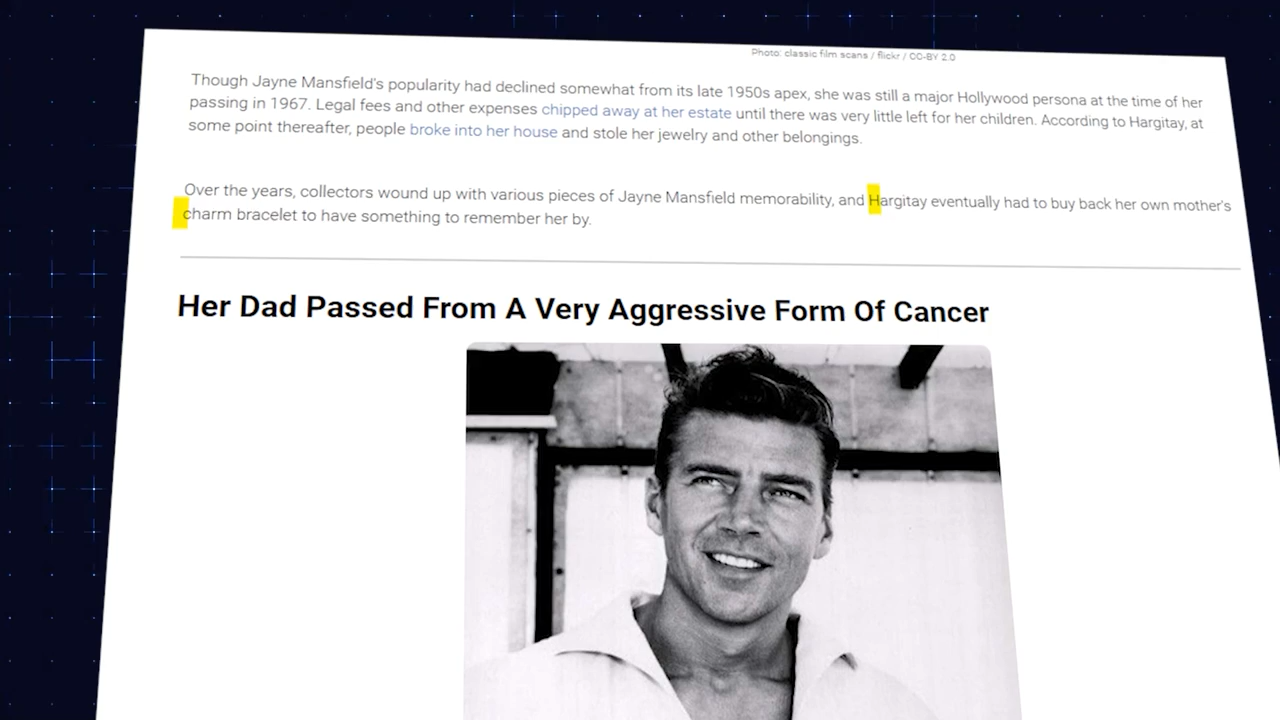 Photo: classic film scans / flickr / CC-BY 2.0
Though Jayne Mansfield's popularity had declined somewhat from its late 1950s apex, she was still a major Hollywood persona at the time of her
passing in 1967. Legal fees and other expenses chipped away at her estate until there was very little left for her children. According to Hargitay, at
some point thereafter, people broke into her house and stole her jewelry and other belongings.
Over the years, collectors wound up with various pieces of Jayne Mansfield memorability, and Hargitay eventually had to buy back her own mother's
charm bracelet to have something to remember her by.
Her Dad Passed From A Very Aggressive Form Of Cancer